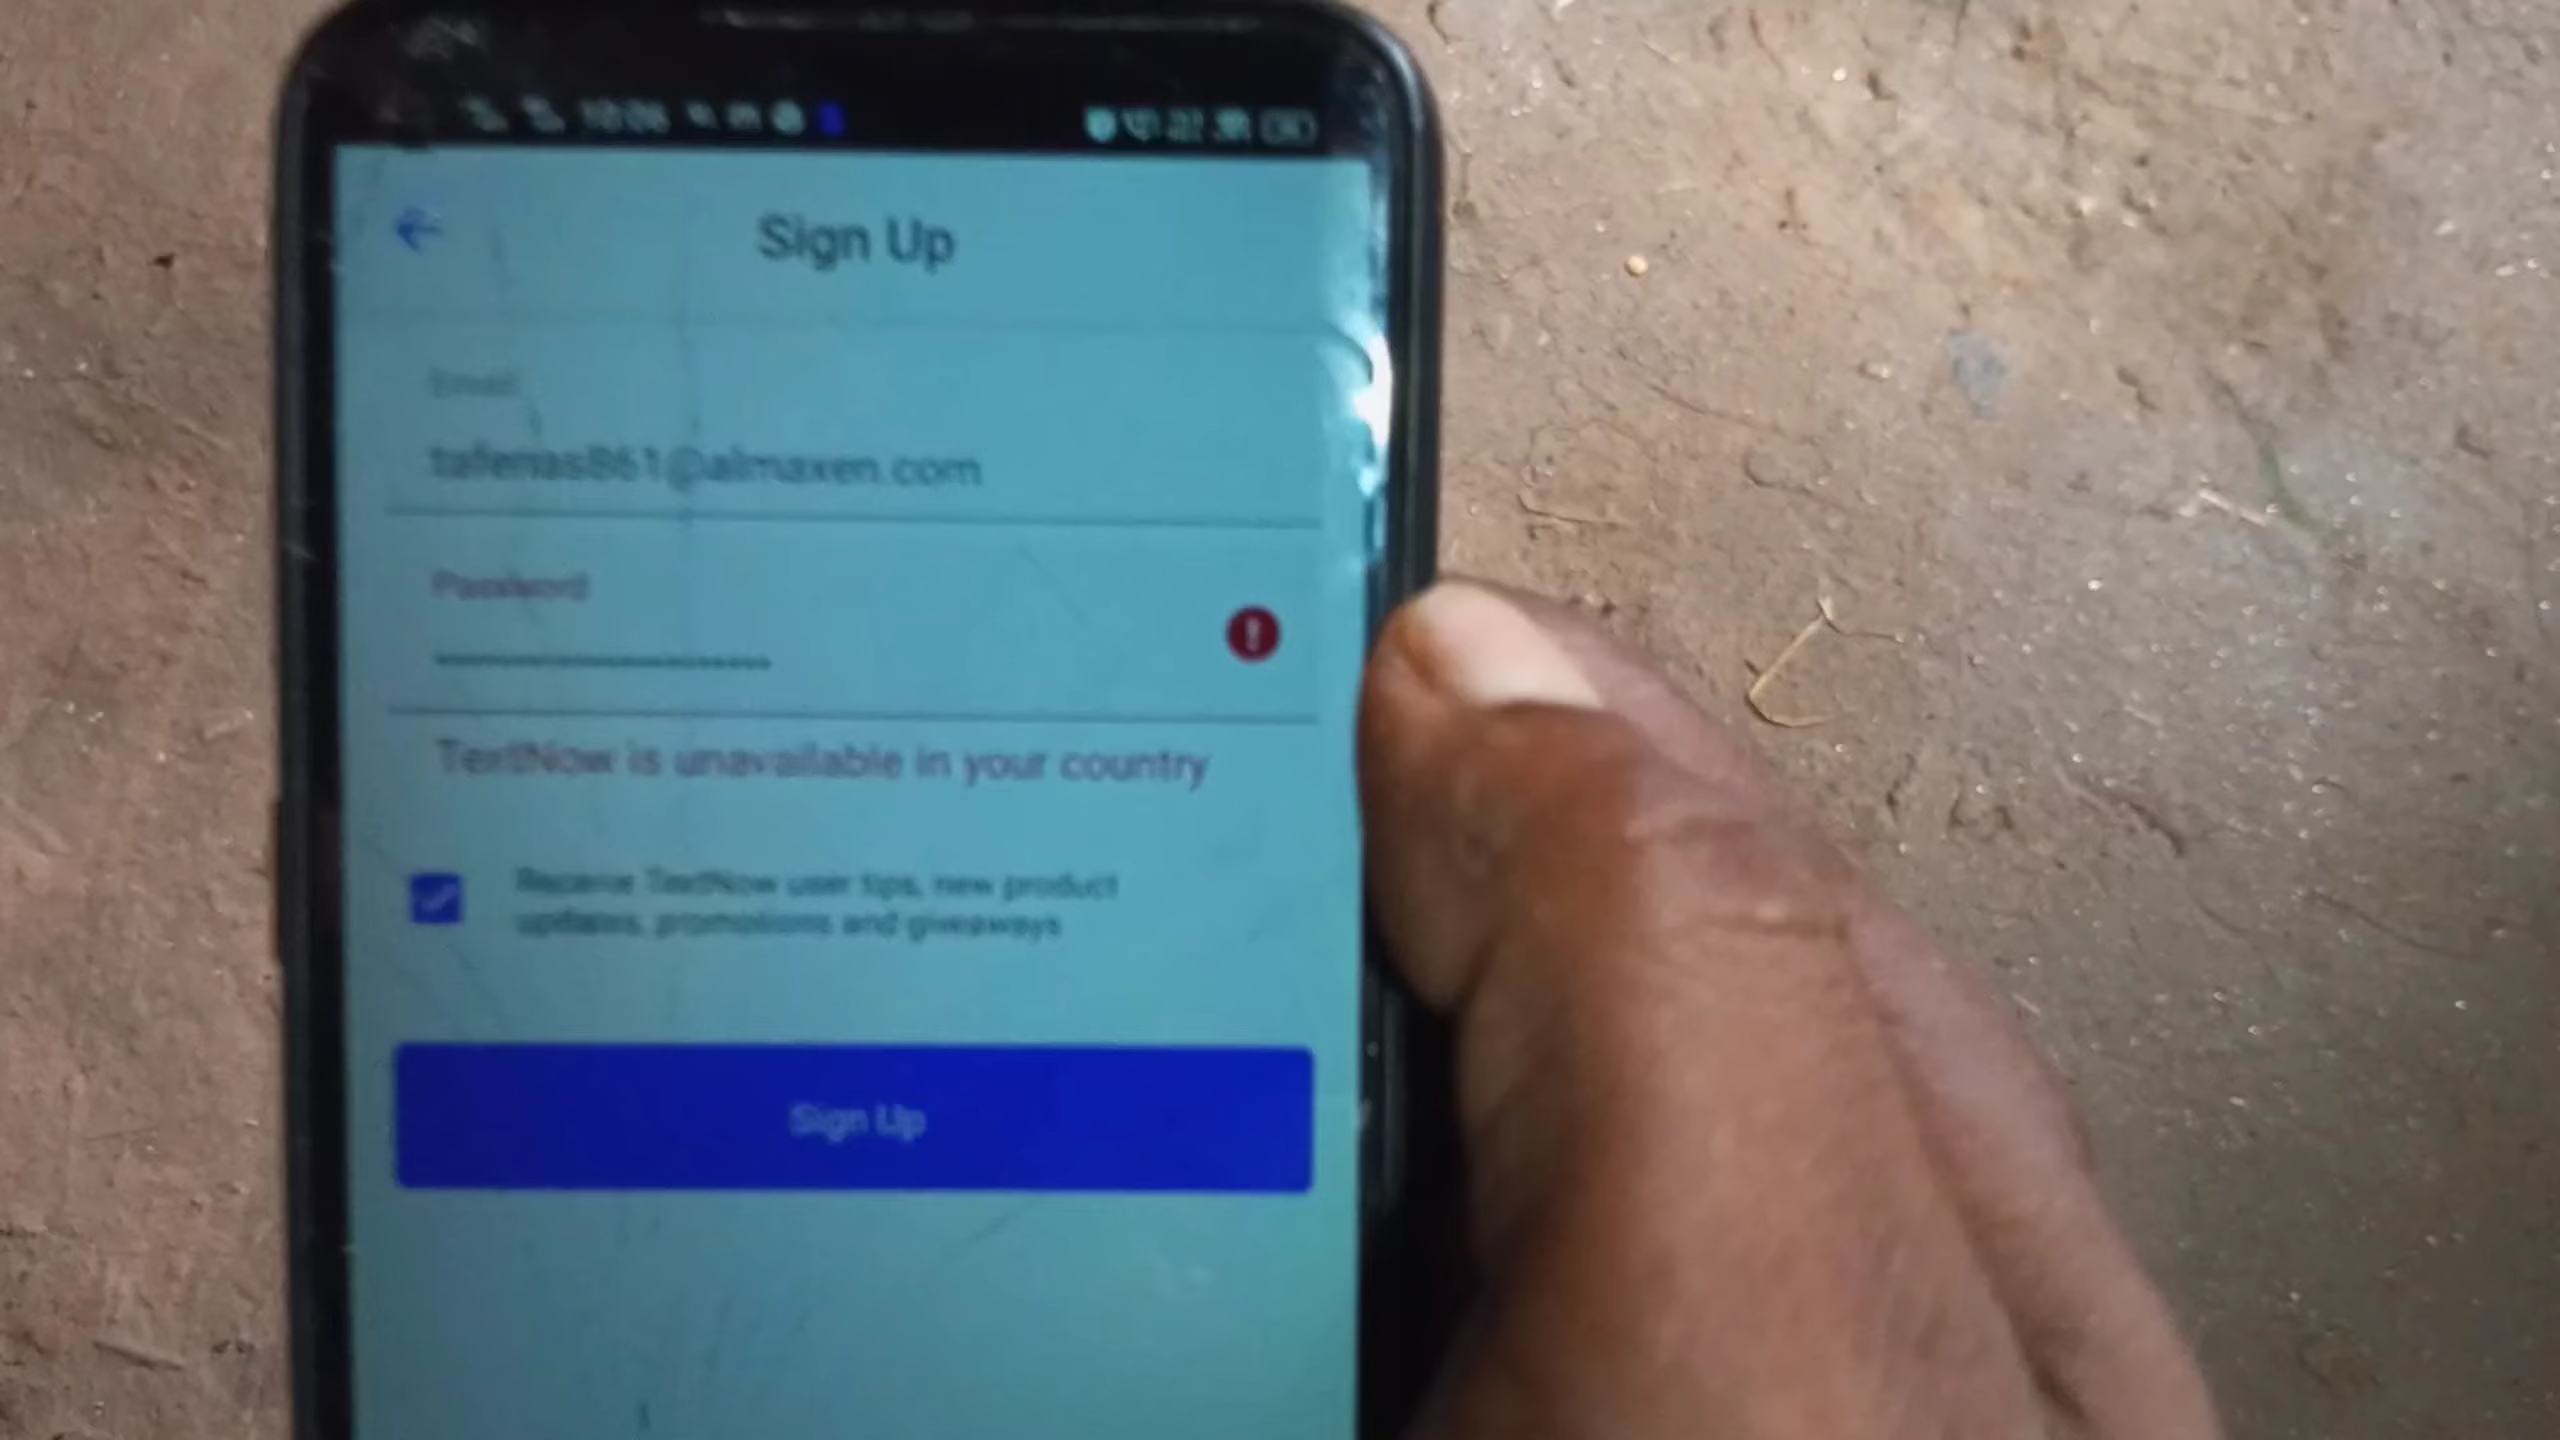 Sign Up
Email
tafenas861@almaxen.com
Password
TextNow is unavailable in your country
Receive TextNow user tips, new product
updates, promotions and giveaways
Sign Up